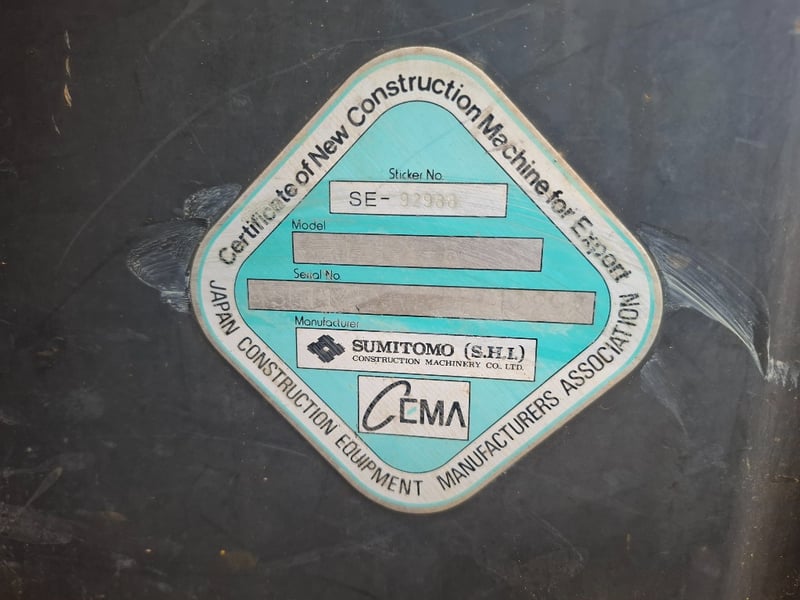 Certificate of New Construction Machine for Export
Sticker No.
SE-
Model
Serial No
Manufacturer
SUMITOMO (S.H.I.)
CONSTRUCTION MACHINERY CO., LTD.
CEMA
JAPAN CONSTRUCTION EQUIPMENT MANUFACTURERS ASSOCIATION